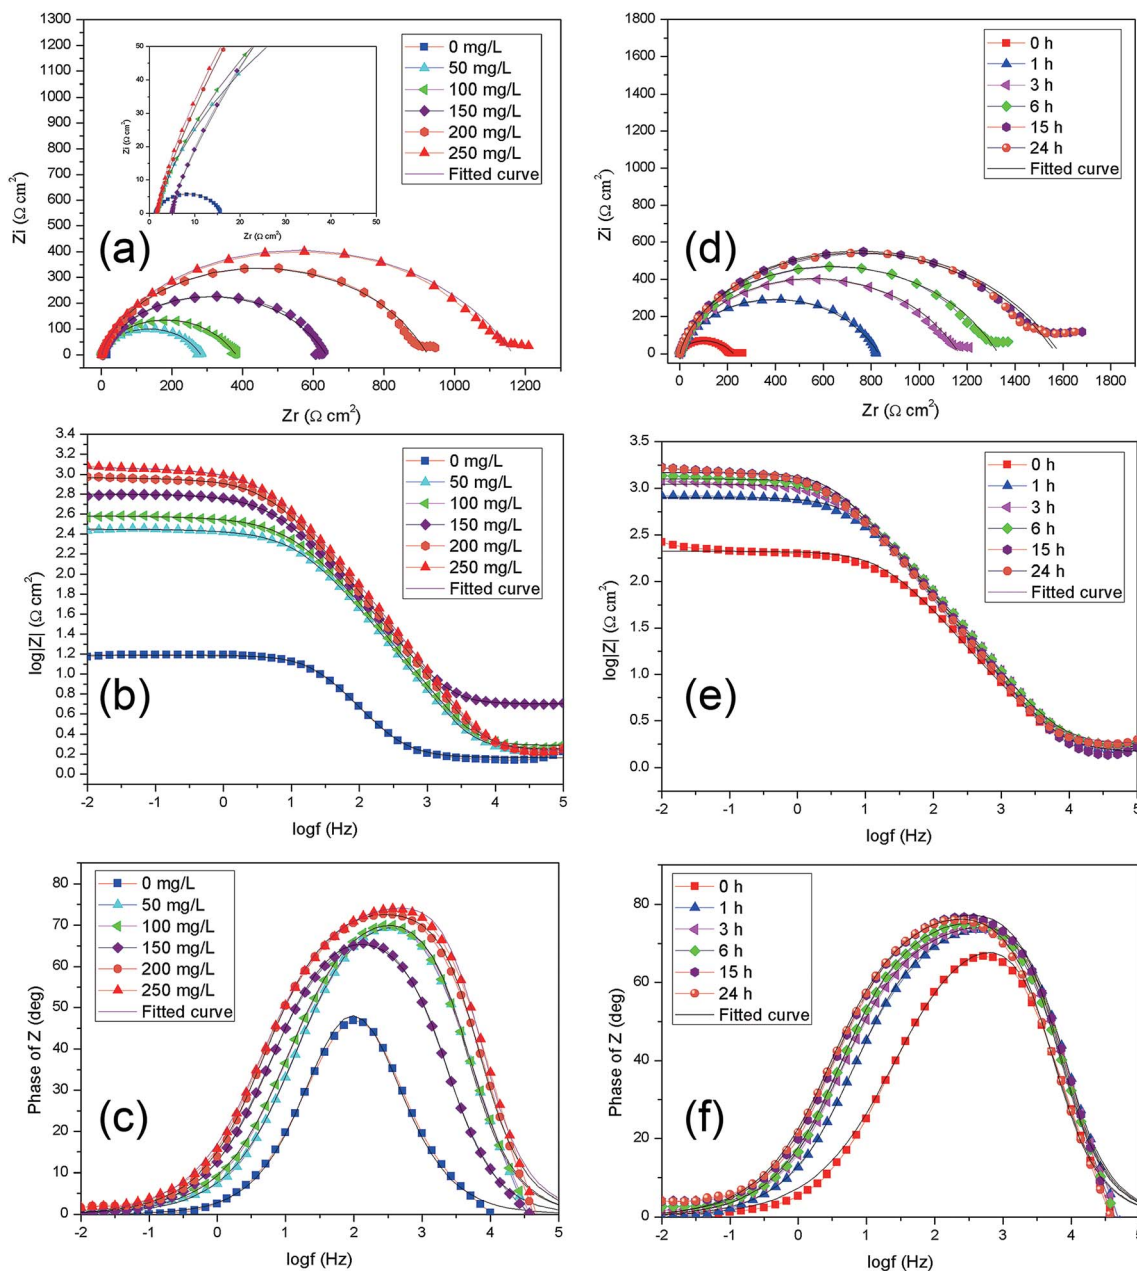 1300
1200
1100
1000
900
800
700
600
500
400
300
200
100
0
Zi (Ω cm²)
50
40
30
20
10
0
Zi (Ω cm²)
0 10 20 30 40 50
Zr (Ω cm²)
0 mg/L
50 mg/L
100 mg/L
150 mg/L
200 mg/L
250 mg/L
Fitted curve
(a)
0 200 400 600 800 1000 1200
Zr (Ω cm²)
1800
1600
1400
1200
1000
800
600
400
200
0
Zi (Ω cm²)
0 h
1 h
3 h
6 h
15 h
24 h
Fitted curve
(d)
0 200 400 600 800 1000 1200 1400 1600 1800
Zr (Ω cm²)
3.4
3.2
3.0
2.8
2.6
2.4
2.2
2.0
1.8
1.6
1.4
1.2
1.0
0.8
0.6
0.4
0.2
0.0
log|Z| (Ω cm²)
0 mg/L
50 mg/L
100 mg/L
150 mg/L
200 mg/L
250 mg/L
Fitted curve
(b)
-2 -1 0 1 2 3 4 5
logf (Hz)
3.5
3.0
2.5
2.0
1.5
1.0
0.5
0.0
log|Z| (Ω cm²)
0 h
1 h
3 h
6 h
15 h
24 h
Fitted curve
(e)
-2 -1 0 1 2 3 4 5
logf (Hz)
80
70
60
50
40
30
20
10
0
Phase of Z (deg)
0 mg/L
50 mg/L
100 mg/L
150 mg/L
200 mg/L
250 mg/L
Fitted curve
(c)
-2 -1 0 1 2 3 4 5
logf (Hz)
80
60
40
20
0
Phase of Z (deg)
0 h
1 h
3 h
6 h
15 h
24 h
Fitted curve
(f)
-2 -1 0 1 2 3 4 5
logf (Hz)